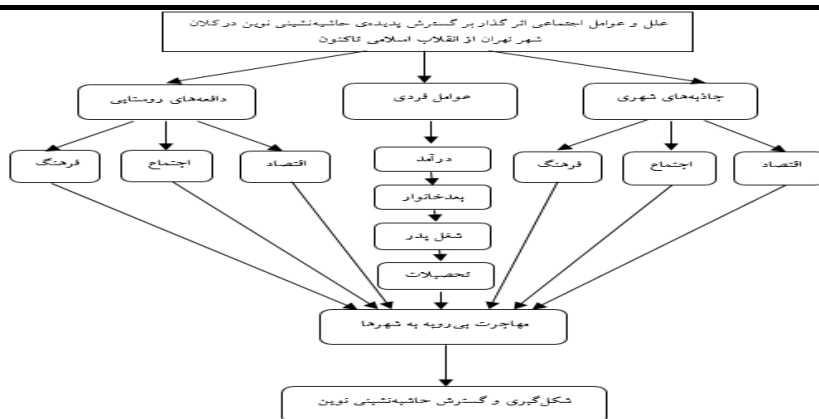 علل و عوامل اجتماعی اثر گذار بر گسترش پدیده‌ی حاشیه‌نشینی نوین در کلان
شهر تهران از انقلاب اسلامی تاکنون
جاذبه‌های شهری
عوامل فردی
دافعه‌های روستایی
اقتصاد
اجتماع
فرهنگ
درآمد
اقتصاد
اجتماع
فرهنگ
بعدخانوار
شغل پدر
تحصیلات
مهاجرت بی‌رویه به شهرها
شکل‌گیری و گسترش حاشیه‌نشینی نوین